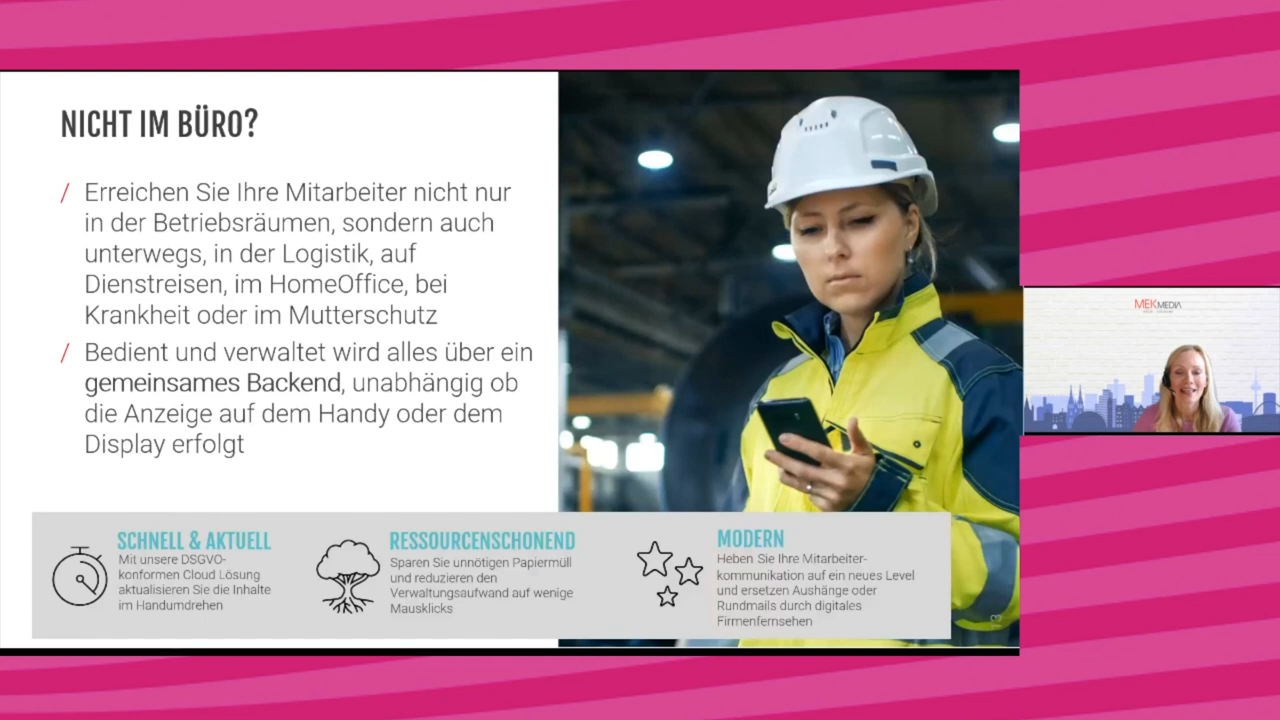 NICHT IM BÜRO?
/ Erreichen Sie Ihre Mitarbeiter nicht nur
in der Betriebsräumen, sondern auch
unterwegs, in der Logistik, auf
Dienstreisen, im HomeOffice, bei
Krankheit oder im Mutterschutz
/ Bedient und verwaltet wird alles über ein
gemeinsames Backend, unabhängig ob
die Anzeige auf dem Handy oder dem
Display erfolgt
SCHNELL & AKTUELL
Mit unsere DSGVO-
konformen Cloud Lösung
aktualisieren Sie die Inhalte
im Handumdrehen
RESSOURCENSCHONEND
Sparen Sie unnötigen Papiermüll
und reduzieren den
Verwaltungsaufwand auf wenige
Mausklicks
MODERN
Heben Sie Ihre Mitarbeiter-
kommunikation auf ein neues Level
und ersetzen Aushänge oder
Rundmails durch digitales
Firmenfernsehen
MEKMEDIA